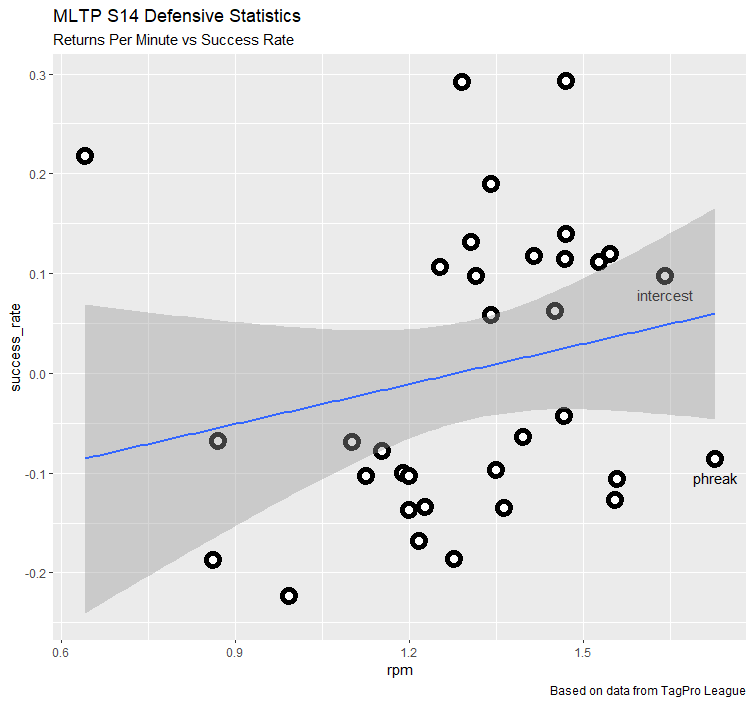 MLTP S14 Defensive Statistics
Returns Per Minute vs Success Rate
0.3
0.2
0.1
0.0
-0.1
-0.2
success_rate
intercest
phreak
0.6
0.9
1.2
1.5
rpm
Based on data from TagPro League